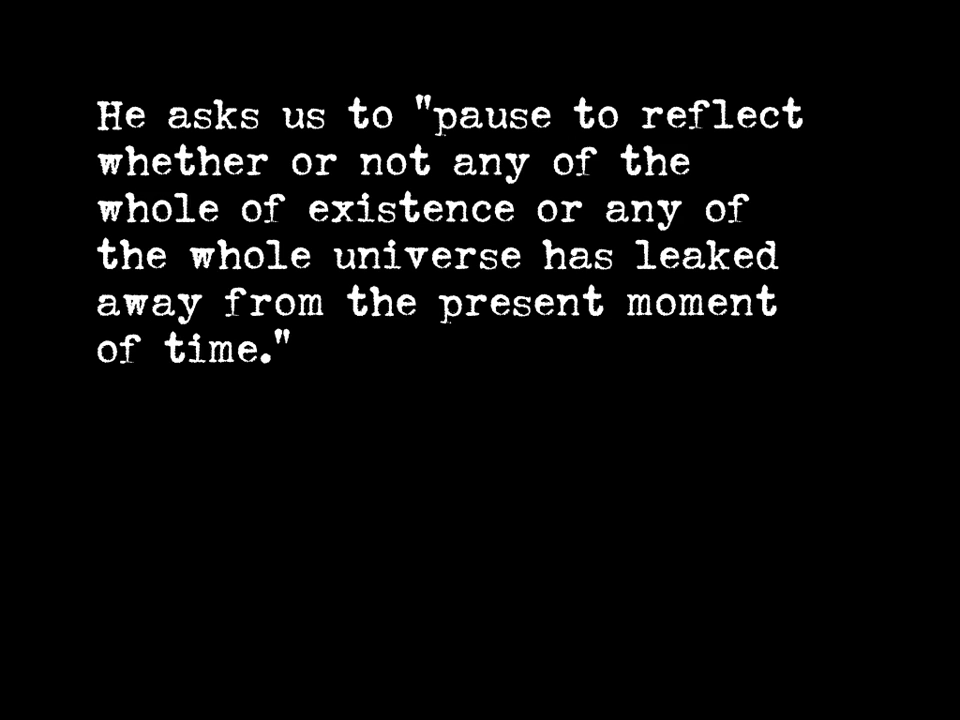 He asks us to "pause to reflect
whether or not any of the
whole of existence or any of
the whole universe has leaked
away from the present moment
of time."